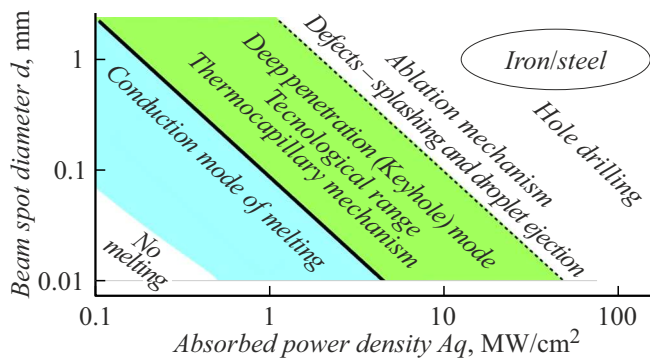 Beam spot diameter d, mm
1
0.1
0.01
Iron/steel
Ablation mechanism
Hole drilling
Defects – splashing and droplet ejection
Deep penetration (Keyhole) mode
Tecnological range
Thermocapillary mechanism
Conduction mode of melting
No
melting
0.1
1
10
100
Absorbed power density Aq, MW/cm²